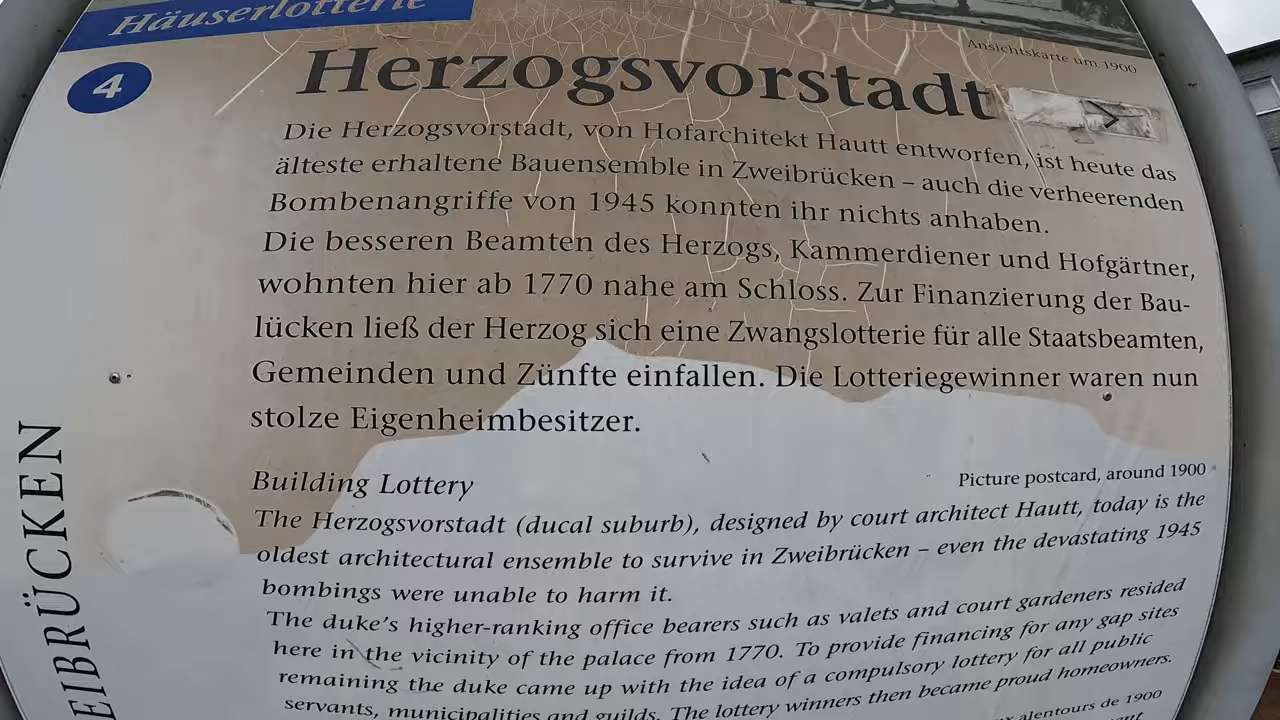 Häuserlotterie
Ansichtskarte um 1900
4
Herzogsvorstadt
Die Herzogsvorstadt, von Hofarchitekt Hautt entworfen, ist heute das
älteste erhaltene Bauensemble in Zweibrücken – auch die verheerenden
Bombenangriffe von 1945 konnten ihr nichts anhaben.
Die besseren Beamten des Herzogs, Kammerdiener und Hofgärtner,
wohnten hier ab 1770 nahe am Schloss. Zur Finanzierung der Bau-
lücken ließ der Herzog sich eine Zwangslotterie für alle Staatsbeamten,
Gemeinden und Zünfte einfallen. Die Lotteriegewinner waren nun
stolze Eigenheimbesitzer.
Building Lottery
Picture postcard, around 1900
The Herzogsvorstadt (ducal suburb), designed by court architect Hautt, today is the
oldest architectural ensemble to survive in Zweibrücken – even the devastating 1945
bombings were unable to harm it.
The duke's higher-ranking office bearers such as valets and court gardeners resided
here in the vicinity of the palace from 1770. To provide financing for any gap sites
remaining the duke came up with the idea of a compulsory lottery for all public
servants, municipalities and guilds. The lottery winners then became proud homeowners.
alentours de 1900
EIBRÜCKEN